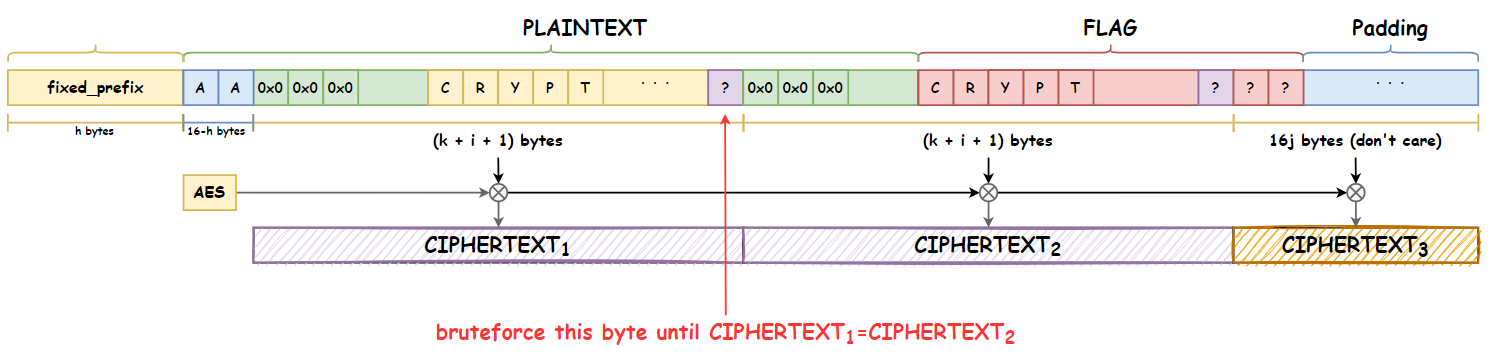 PLAINTEXT FLAG Padding
fixed_prefix A A 0x0 0x0 0x0 C R Y P T · · · ? 0x0 0x0 0x0 C R Y P T ? ? ? · · ·
h bytes 16-h bytes (k + i + 1) bytes (k + i + 1) bytes 16j bytes (don't care)
AES
CIPHERTEXT1 CIPHERTEXT2 CIPHERTEXT3
bruteforce this byte until CIPHERTEXT1=CIPHERTEXT2